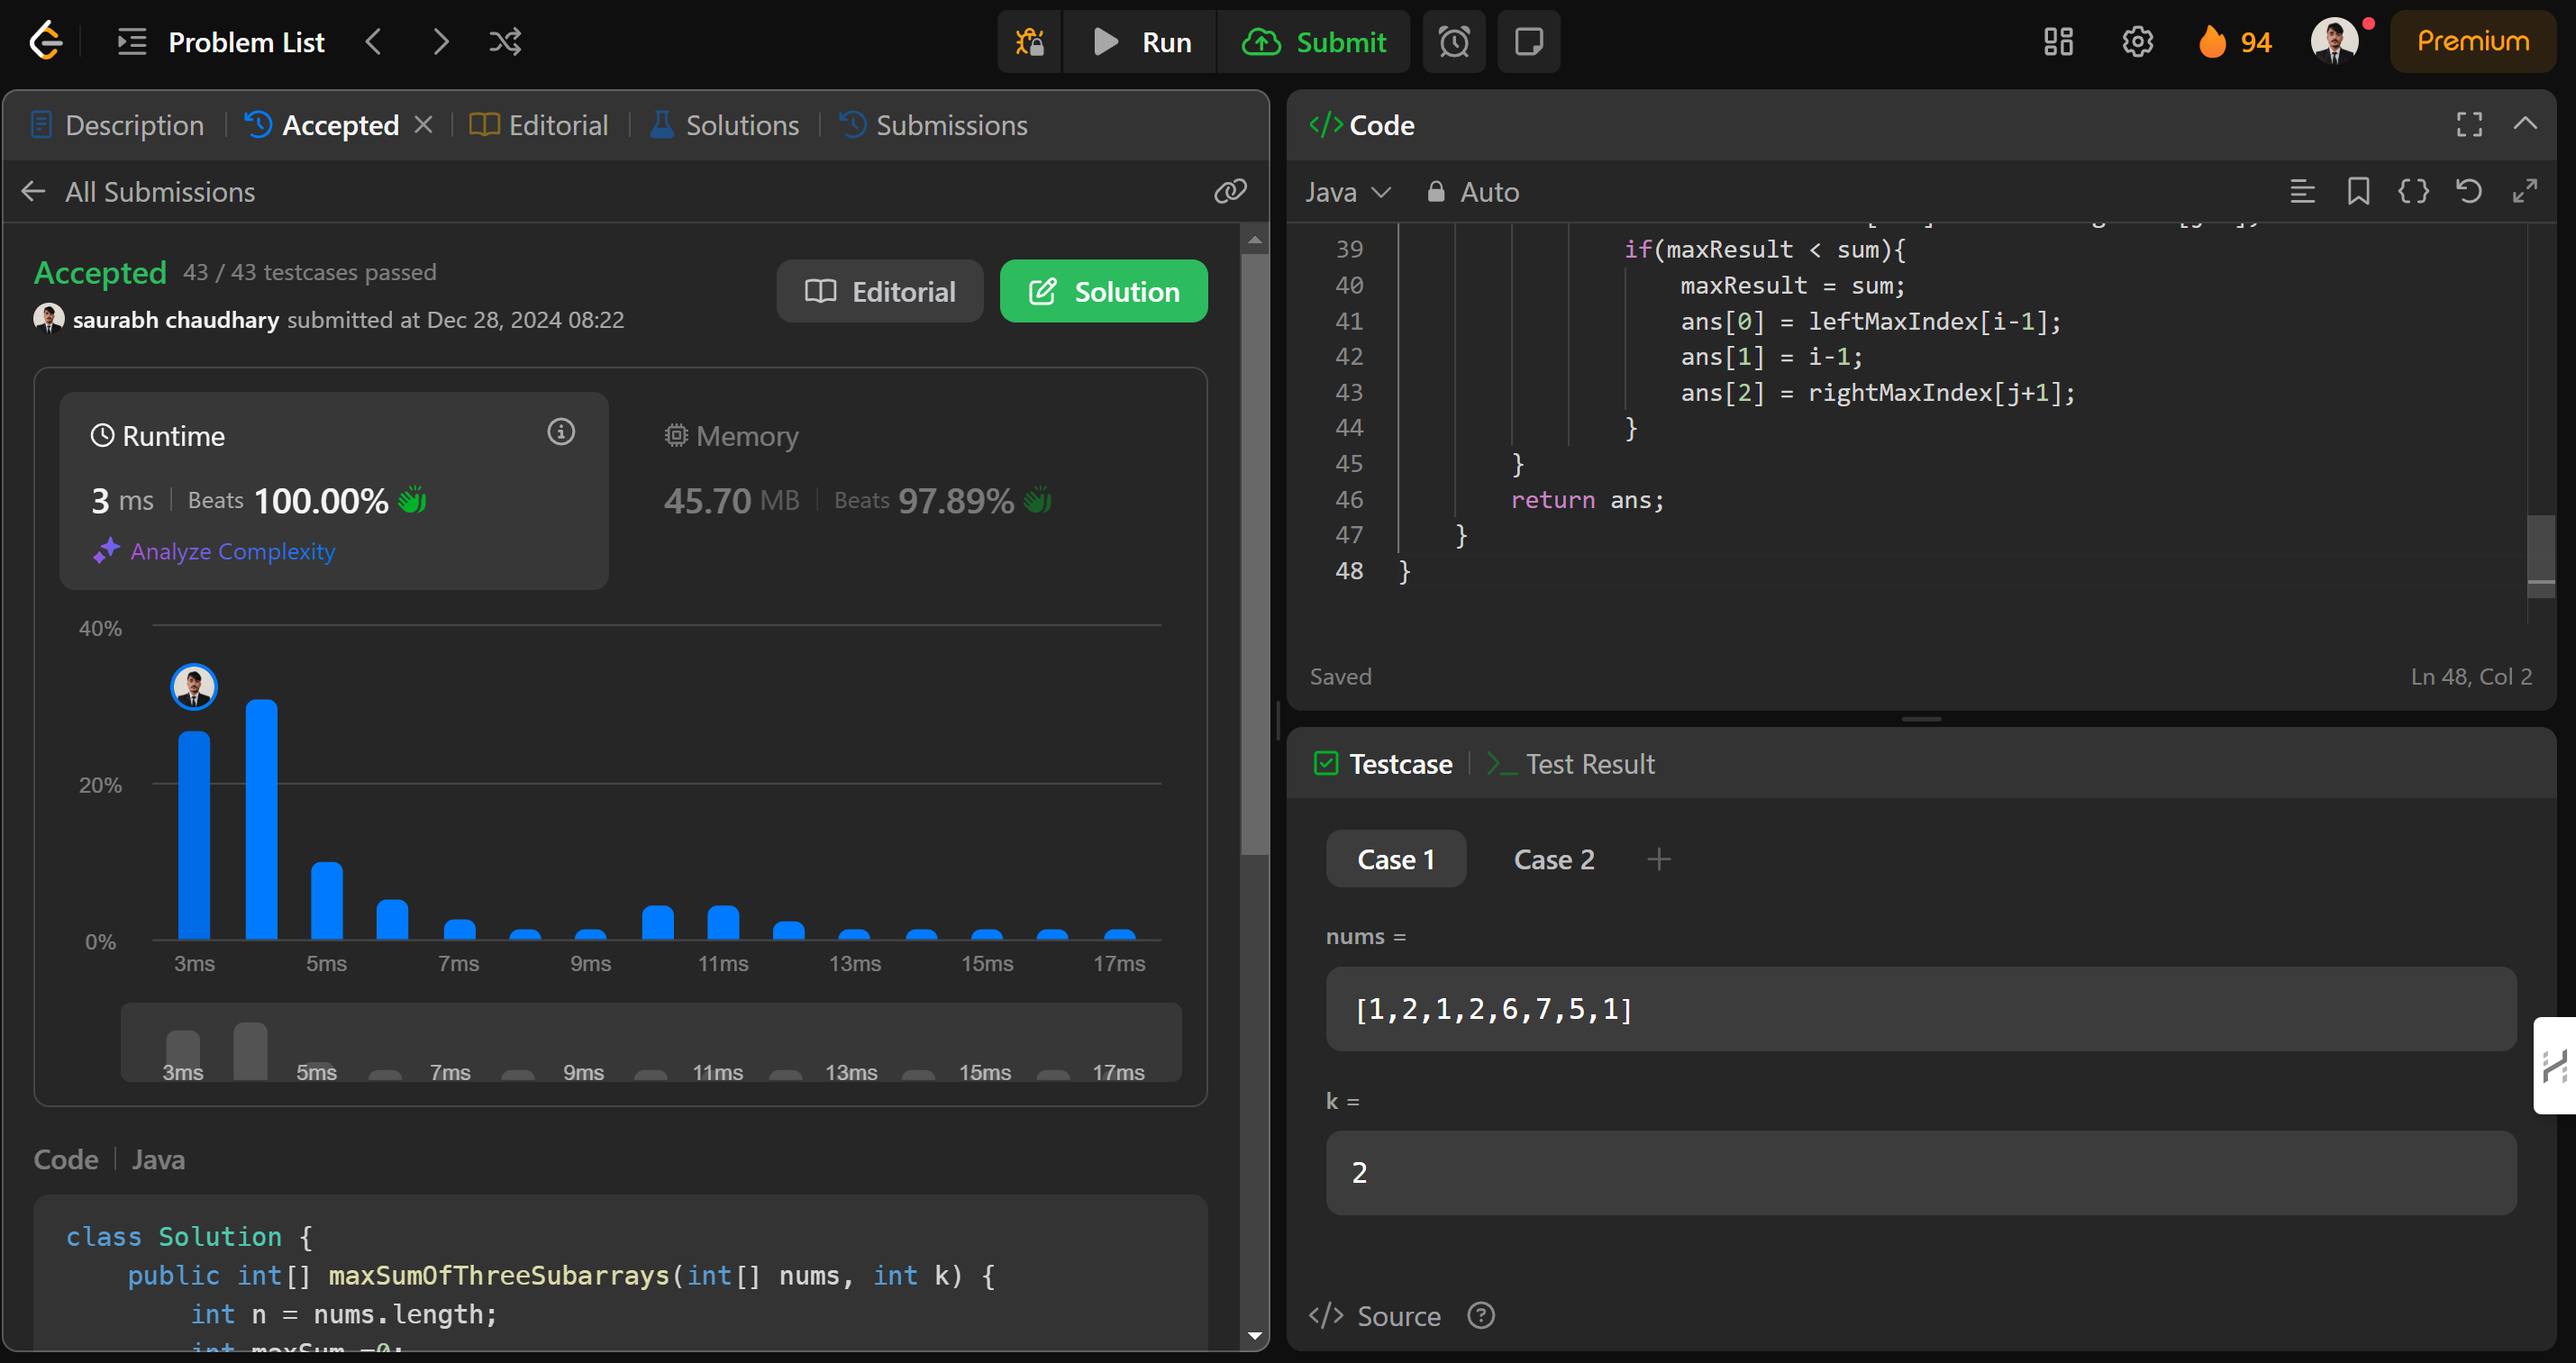 Problem List
Run
Submit
94
Premium
Description
Accepted
Editorial
Solutions
Submissions
All Submissions
Accepted 43 / 43 testcases passed
saurabh chaudhary submitted at Dec 28, 2024 08:22
Editorial
Solution
Runtime
3 ms Beats 100.00%
Analyze Complexity
Memory
45.70 MB Beats 97.89%
40%
20%
0%
3ms 5ms 7ms 9ms 11ms 13ms 15ms 17ms
3ms 5ms 7ms 9ms 11ms 13ms 15ms 17ms
Code Java
class Solution {
public int[] maxSumOfThreeSubarrays(int[] nums, int k) {
int n = nums.length;
int maxSum =0;
</> Code
Java Auto
39 if(maxResult < sum){
40 maxResult = sum;
41 ans[0] = leftMaxIndex[i-1];
42 ans[1] = i-1;
43 ans[2] = rightMaxIndex[j+1];
44 }
45 }
46 return ans;
47 }
48 }
Saved Ln 48, Col 2
Testcase
Test Result
Case 1 Case 2 +
nums =
[1,2,1,2,6,7,5,1]
k =
2
</> Source